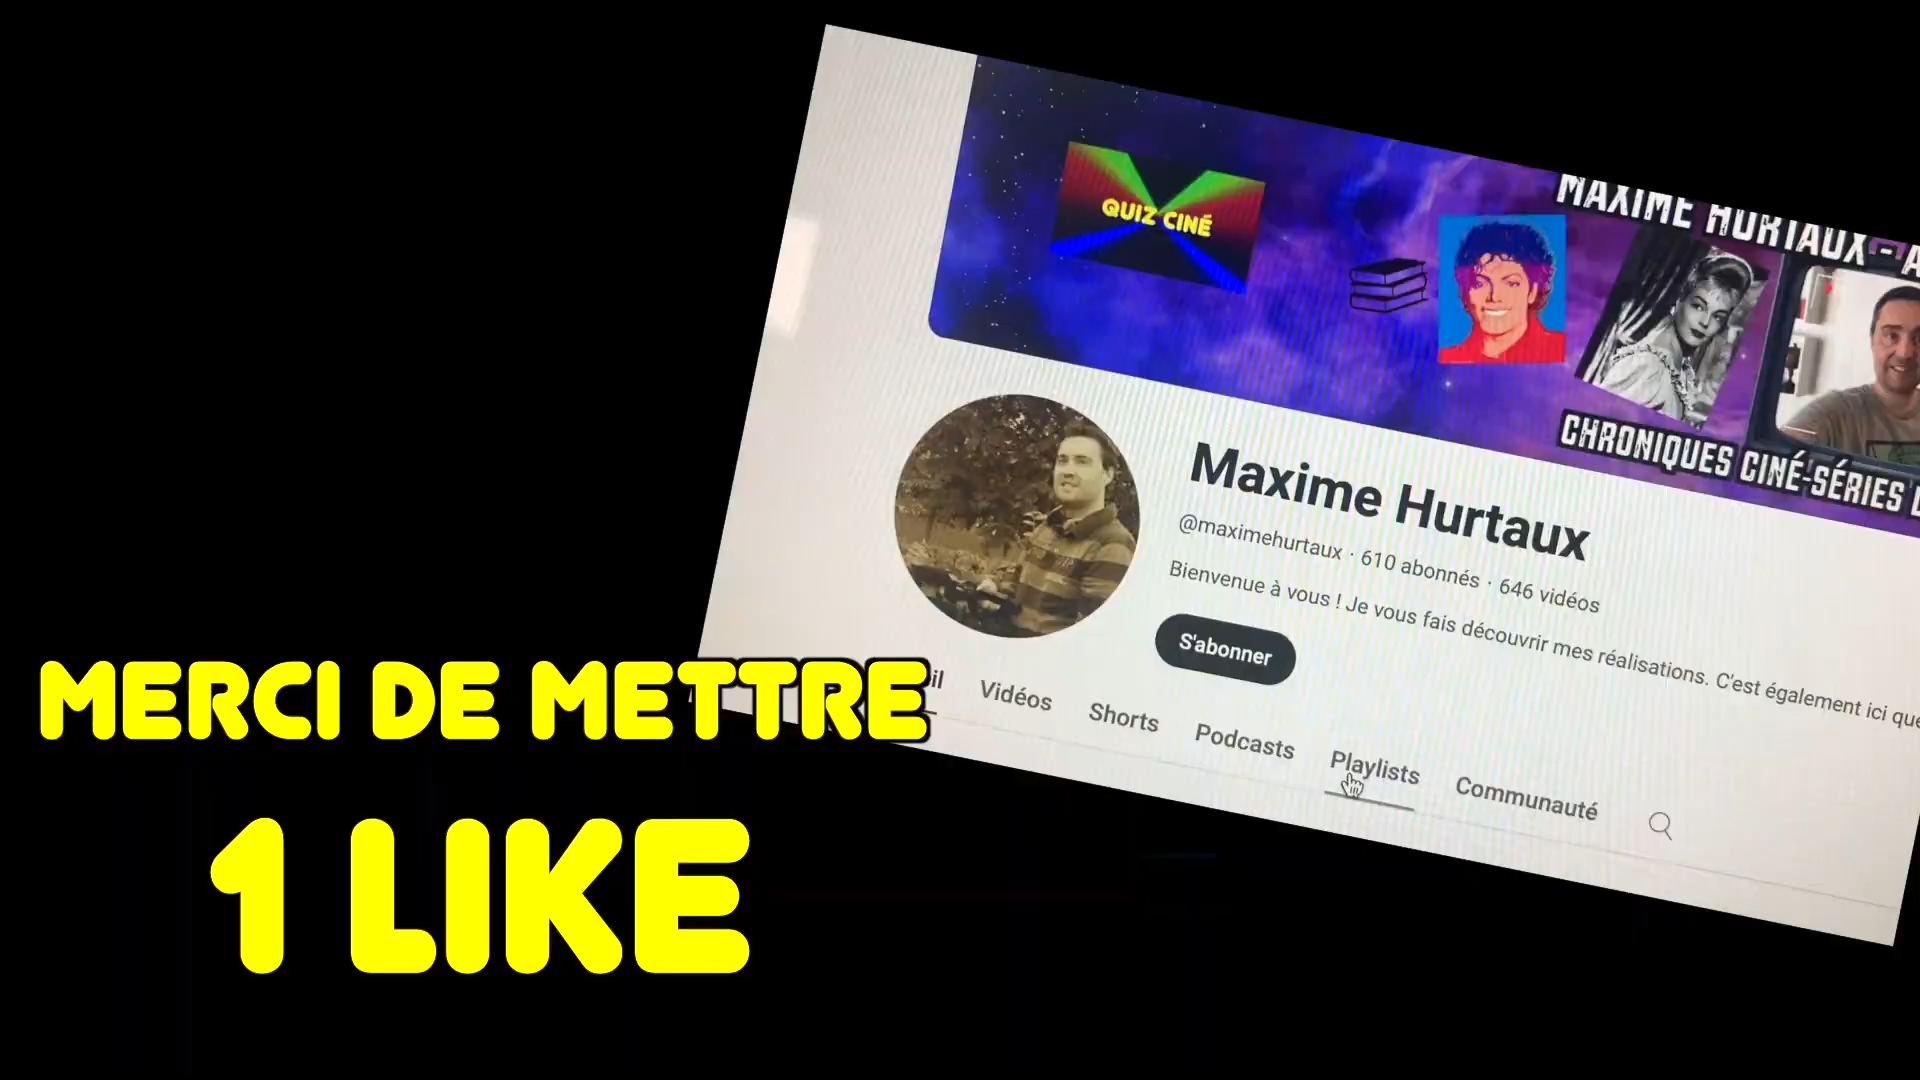 MAXIME HURTAUX - A
QUIZ CINÉ
CHRONIQUES CINÉ-SÉRIES
Maxime Hurtaux
@maximehurtaux · 610 abonnés · 646 vidéos
Bienvenue à vous ! Je vous fais découvrir mes réalisations. C'est également ici que
S'abonner
il Vidéos Shorts Podcasts Playlists Communauté
MERCI DE METTRE
1 LIKE